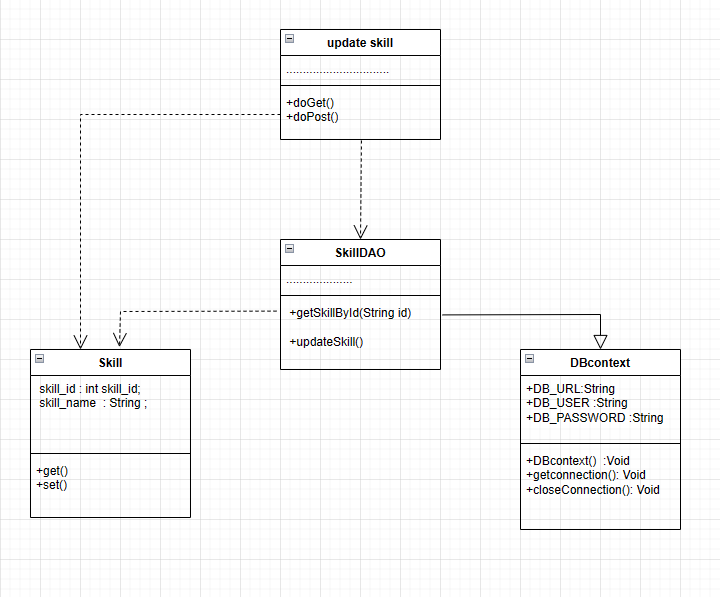 update skill
...............................
+doGet()
+doPost()
SkillDAO
....................
+getSkillById(String id)
+updateSkill()
Skill
skill_id : int skill_id;
skill_name  : String ;
+get()
+set()
DBcontext
+DB_URL:String
+DB_USER :String
+DB_PASSWORD :String
+DBcontext()  :Void
+getconnection(): Void
+closeConnection(): Void